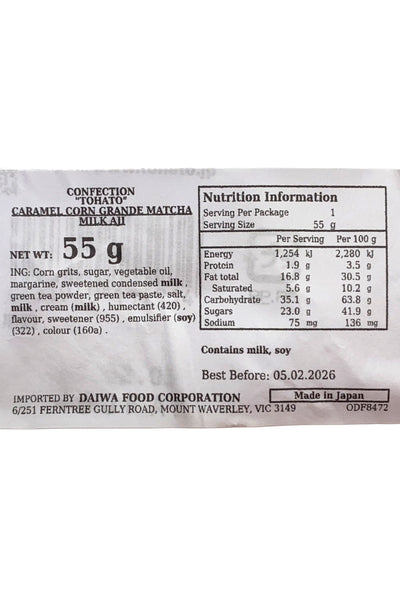 CONFECTION
"TOHATO"
CARAMEL CORN GRANDE MATCHA
MILK AJI
NET WT: 55 g
ING: Corn grits, sugar, vegetable oil,
margarine, sweetened condensed milk ,
green tea powder, green tea paste, salt,
milk , cream (milk) , humectant (420) ,
flavour, sweetener (955) , emulsifier (soy)
(322) , colour (160a) .
Nutrition Information
Serving Per Package 1
Serving Size 55 g
Per Serving Per 100 g
Energy 1,254 kJ 2,280 kJ
Protein 1.9 g 3.5 g
Fat total 16.8 g 30.5 g
Saturated 5.6 g 10.2 g
Carbohydrate 35.1 g 63.8 g
Sugars 23.0 g 41.9 g
Sodium 75 mg 136 mg
Contains milk, soy
Best Before: 05.02.2026
IMPORTED BY DAIWA FOOD CORPORATION
Made in Japan
6/251 FERNTREE GULLY ROAD, MOUNT WAVERLEY, VIC 3149
ODF8472